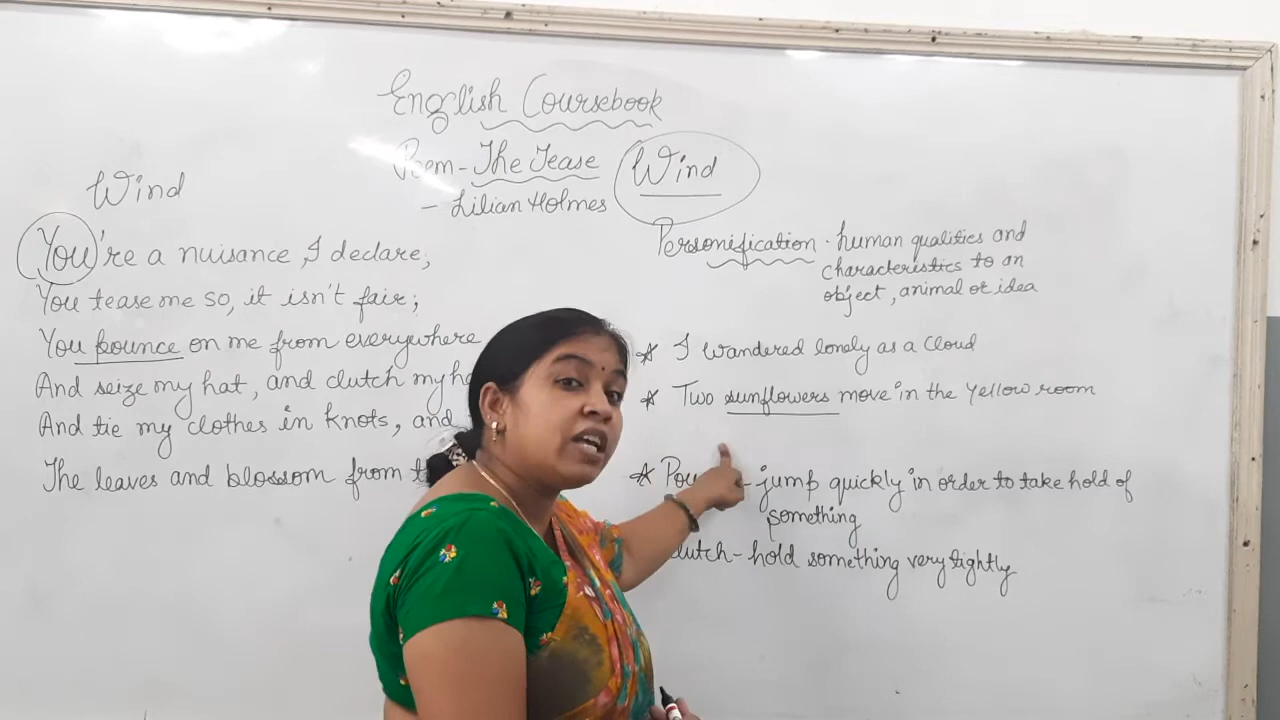 English Coursebook
Poem - The Tease Wind
- Lilian Holmes
Wind
You're a nuisance, I declare,
You tease me so, it isn't fair;
You pounce on me from everywhere
And seize my hat, and clutch my
And tie my clothes in knots, and
The leaves and blossom from
Personification - human qualities and
characteristics to an
object, animal or idea
* I wandered lonely as a cloud
* Two sunflowers move in the yellow room
* - jump quickly in order to take hold of
something
clutch - hold something very tightly